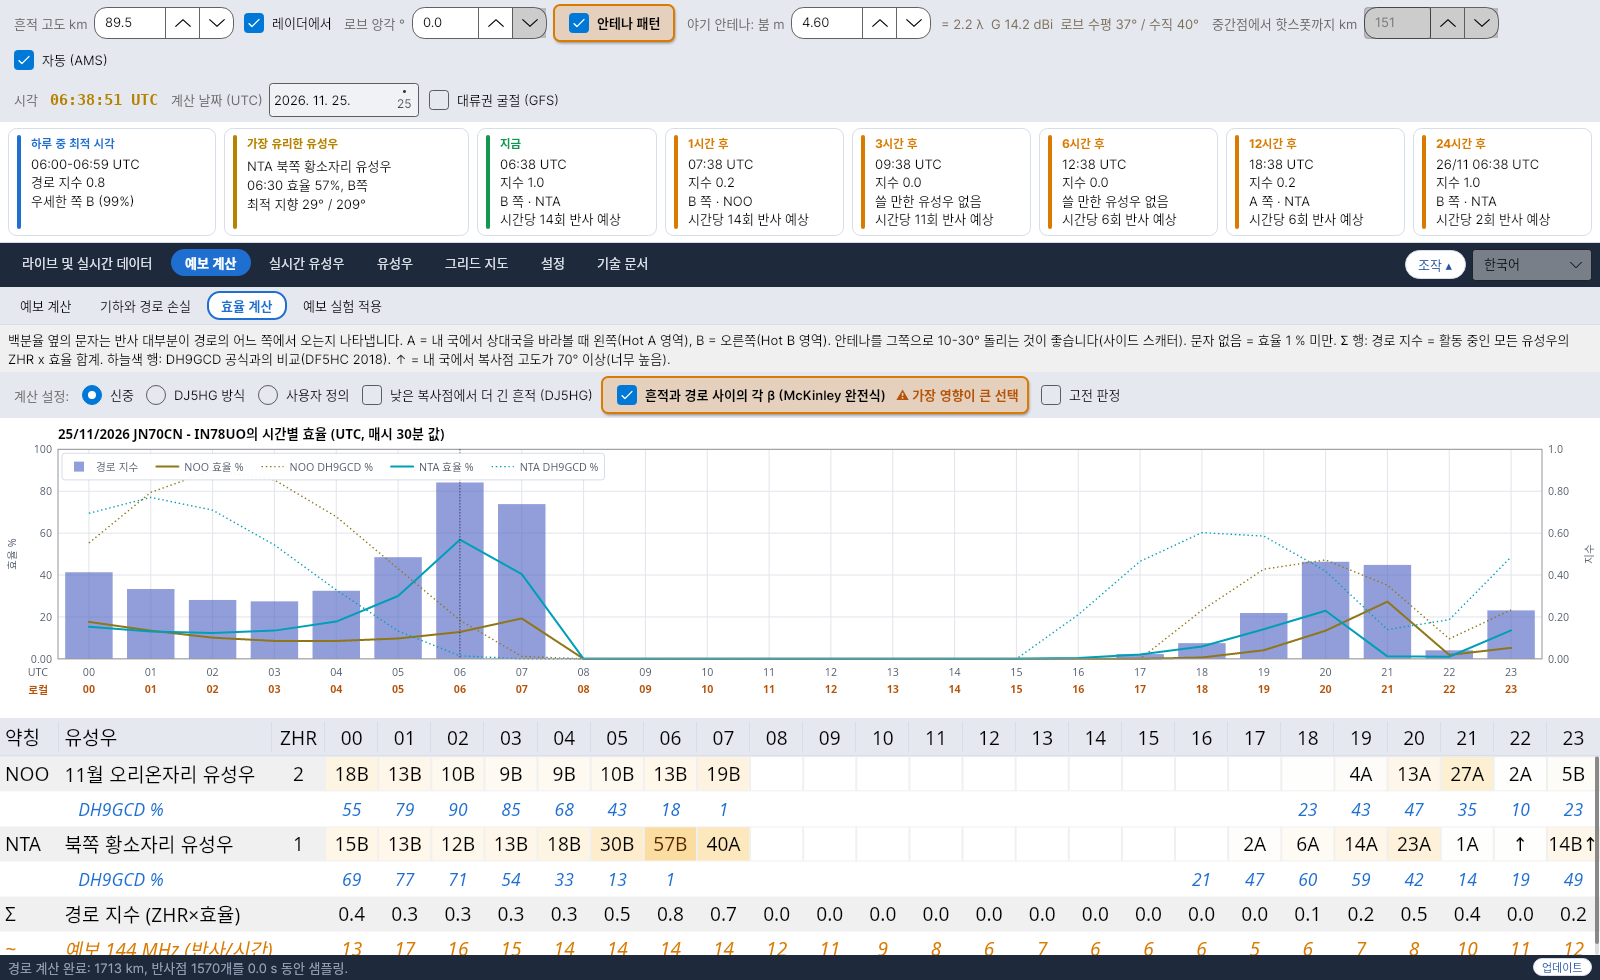 흔적 고도 km 89.5 레이더에서 로브 앙각 ° 0.0 안테나 패턴 야기 안테나: 붐 m 4.60 = 2.2 λ G 14.2 dBi 로브 수평 37° / 수직 40° 중간점에서 핫스폿까지 km 151
자동 (AMS)
시각 06:38:51 UTC 계산 날짜 (UTC) 2026. 11. 25. 25 대류권 굴절 (GFS)
하루 중 최적 시각
06:00-06:59 UTC
경로 지수 0.8
우세한 쪽 B (99%)
가장 유리한 유성우
NTA 북쪽 황소자리 유성우
06:30 효율 57%, B쪽
최적 지향 29° / 209°
지금
06:38 UTC
지수 1.0
B 쪽 · NTA
시간당 14회 반사 예상
1시간 후
07:38 UTC
지수 0.2
B 쪽 · NOO
시간당 14회 반사 예상
3시간 후
09:38 UTC
지수 0.0
쓸 만한 유성우 없음
시간당 11회 반사 예상
6시간 후
12:38 UTC
지수 0.0
쓸 만한 유성우 없음
시간당 6회 반사 예상
12시간 후
18:38 UTC
지수 0.2
A 쪽 · NTA
시간당 6회 반사 예상
24시간 후
26/11 06:38 UTC
지수 1.0
B 쪽 · NTA
시간당 2회 반사 예상
라이브 및 실시간 데이터 예보 계산 실시간 유성우 유성우 그리드 지도 설정 기술 문서 조작 ▴ 한국어
예보 계산 기하와 경로 손실 효율 계산 예보 실험 적용
백분율 옆의 문자는 반사 대부분이 경로의 어느 쪽에서 오는지 나타냅니다. A = 내 국에서 상대국을 바라볼 때 왼쪽(Hot A 영역), B = 오른쪽(Hot B 영역). 안테나를 그쪽으로 10-30° 돌리는 것이 좋습니다(사이드 스캐터). 문자 없음 = 효율 1 % 미만. Σ 행: 경로 지수 = 활동 중인 모든 유성우의
ZHR x 효율 합계. 하늘색 행: DH9GCD 공식과의 비교(DF5HC 2018). ↑ = 내 국에서 복사점 고도가 70° 이상(너무 높음).
계산 설정: 신중 DJ5HG 방식 사용자 정의 낮은 복사점에서 더 긴 흔적 (DJ5HG) 흔적과 경로 사이의 각 β (McKinley 완전식) ⚠ 가장 영향이 큰 선택 고전 판정
25/11/2026 JN70CN - IN78UO의 시간별 효율 (UTC, 매시 30분 값)
경로 지수 NOO 효율 % NOO DH9GCD % NTA 효율 % NTA DH9GCD %
100 1.0
80 0.80
60 0.60
40 0.40
20 0.20
0.00 0.00
효율 %
지수
UTC 00 01 02 03 04 05 06 07 08 09 10 11 12 13 14 15 16 17 18 19 20 21 22 23
로컬 00 01 02 03 04 05 06 07 08 09 10 11 12 13 14 15 16 17 18 19 20 21 22 23
약칭 유성우 ZHR 00 01 02 03 04 05 06 07 08 09 10 11 12 13 14 15 16 17 18 19 20 21 22 23
NOO 11월 오리온자리 유성우 2 18B 13B 10B 9B 9B 10B 13B 19B 4A 13A 27A 2A 5B
DH9GCD % 55 79 90 85 68 43 18 1 23 43 47 35 10 23
NTA 북쪽 황소자리 유성우 1 15B 13B 12B 13B 18B 30B 57B 40A 2A 6A 14A 23A 1A ↑ 14B↑
DH9GCD % 69 77 71 54 33 13 1 21 47 60 59 42 14 19 49
Σ 경로 지수 (ZHR×효율) 0.4 0.3 0.3 0.3 0.3 0.5 0.8 0.7 0.0 0.0 0.0 0.0 0.0 0.0 0.0 0.0 0.0 0.0 0.1 0.2 0.5 0.4 0.0 0.2
~ 예보 144 MHz (반사/시간) 13 17 16 15 14 14 14 14 12 11 9 8 6 7 6 6 6 5 6 7 8 10 11 12
경로 계산 완료: 1713 km, 반사점 1570개를 0.0 s 동안 샘플링. 업데이트